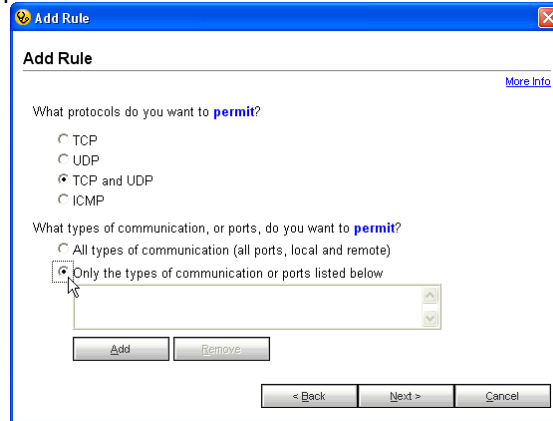 Add Rule
Add Rule
More Info
What protocols do you want to permit?
TCP
UDP
TCP and UDP
ICMP
What types of communication, or ports, do you want to permit?
All types of communication (all ports, local and remote)
Only the types of communication or ports listed below
Add Remove
< Back Next > Cancel